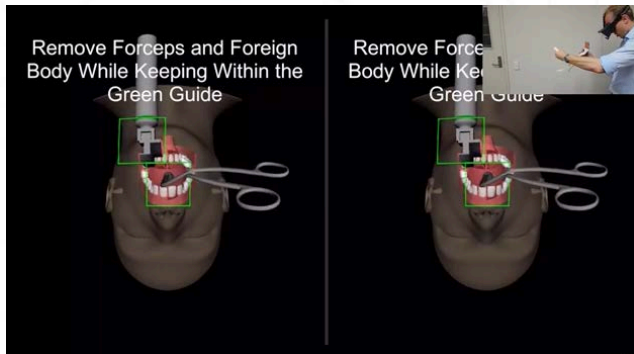 Remove Forceps and Foreign
Body While Keeping Within the
Green Guide
Remove
Body While
Green Guide